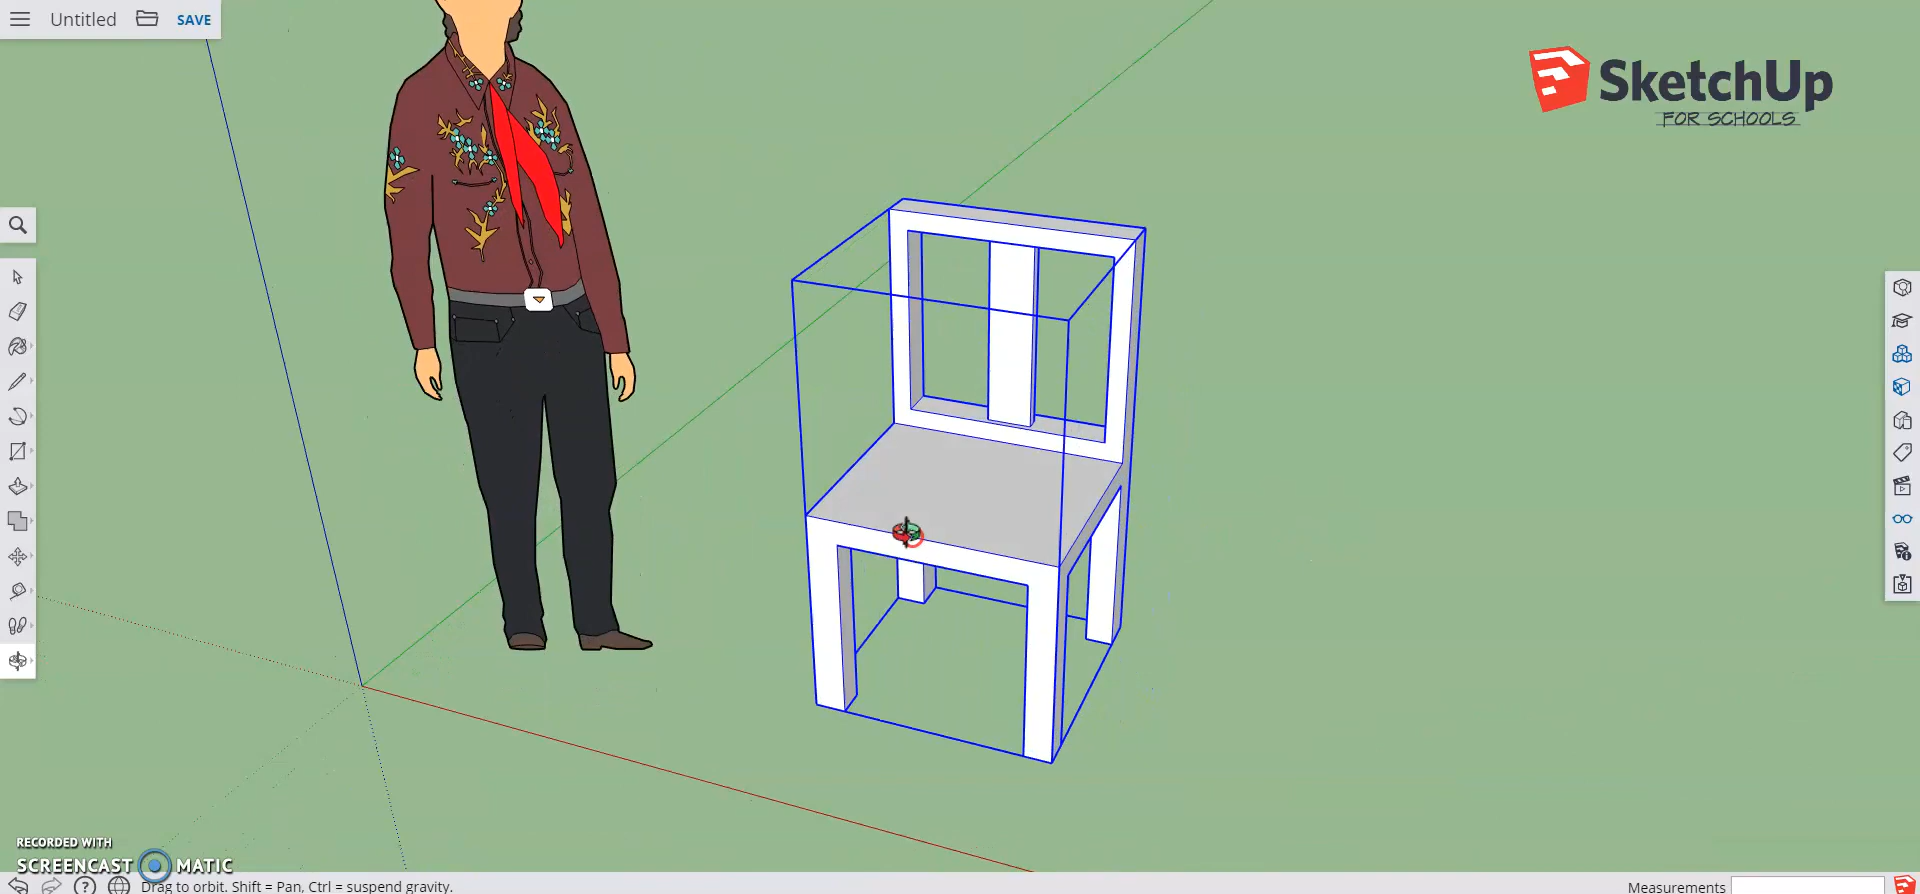 Untitled
SAVE
SketchUp
FOR SCHOOLS
RECORDED WITH
SCREENCAST MATIC
Drag to orbit. Shift = Pan, Ctrl = suspend gravity.
Measurements